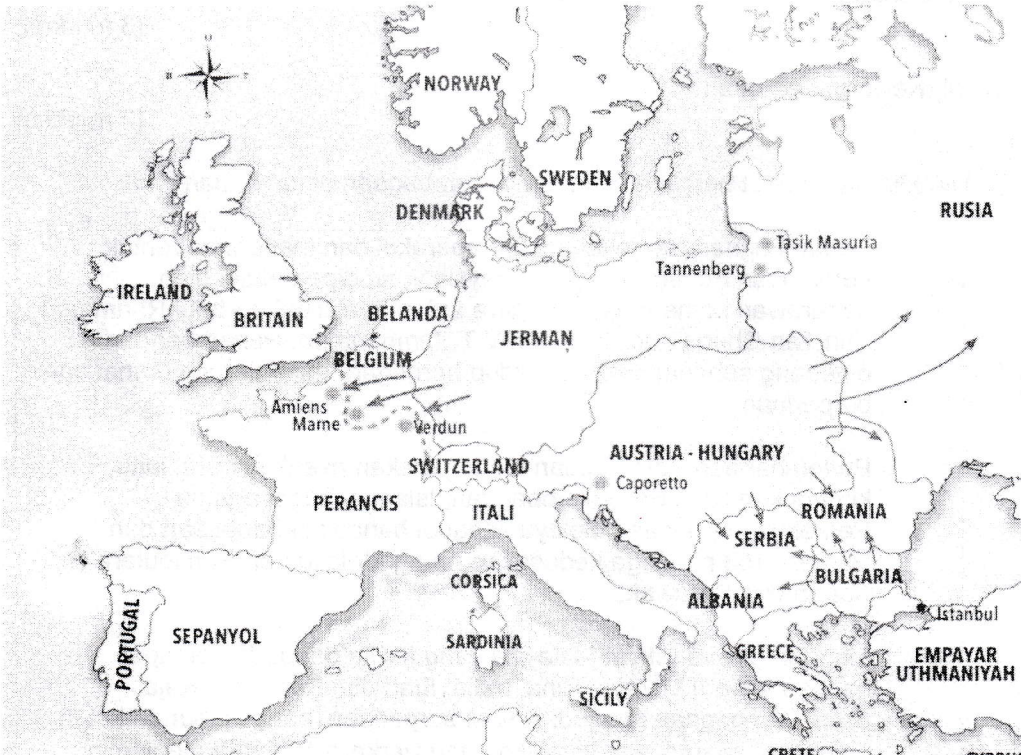 NORWAY
SWEDEN
DENMARK
RUSIA
Tasik Masuria
Tannenberg
IRELAND
BRITAIN
BELANDA
JERMAN
BELGIUM
Amiens
Marne
Verdun
AUSTRIA - HUNGARY
SWITZERLAND
Caporetto
PERANCIS
ITALI
ROMANIA
SERBIA
BULGARIA
CORSICA
ALBANIA
Istanbul
PORTUGAL
SEPANYOL
SARDINIA
GREECE
EMPAYAR
UTHMANIYAH
SICILY
CRETE